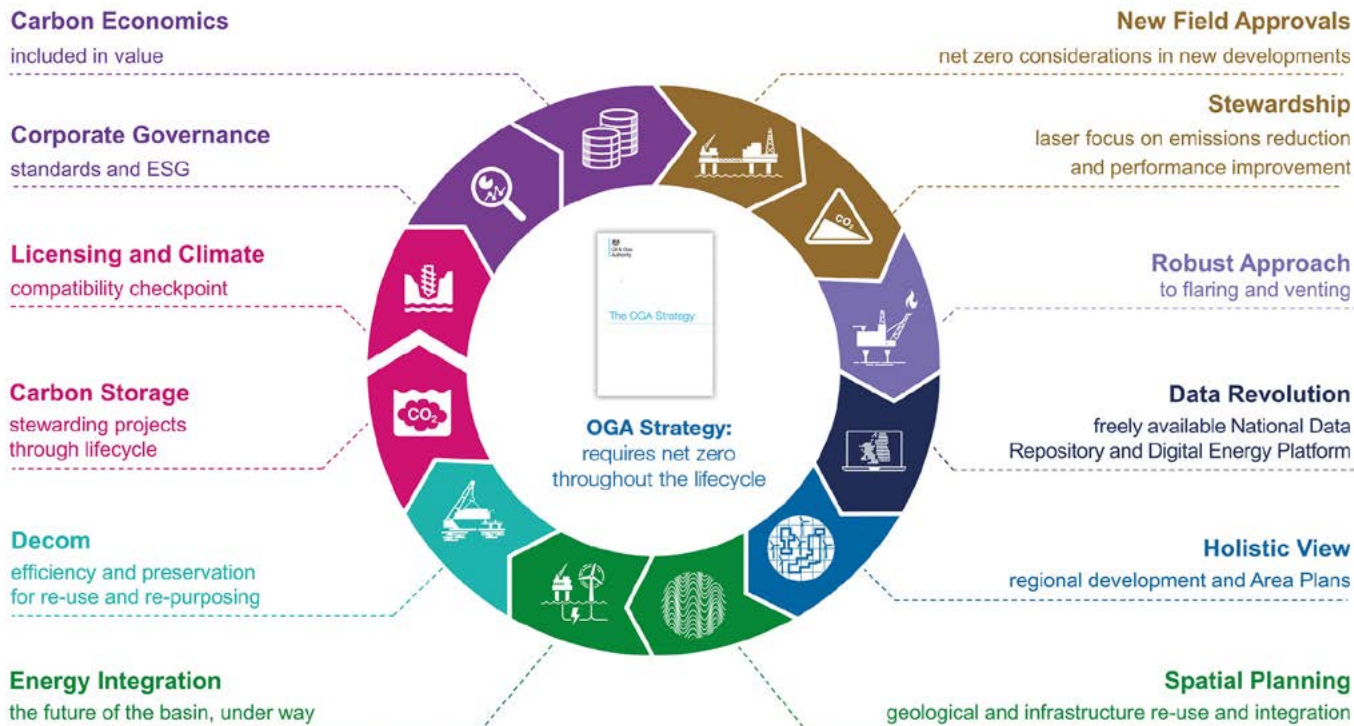 Carbon Economics
included in value
Corporate Governance
standards and ESG
Licensing and Climate
compatibility checkpoint
Carbon Storage
stewarding projects
through lifecycle
Decom
efficiency and preservation
for re-use and re-purposing
Energy Integration
the future of the basin, under way
New Field Approvals
net zero considerations in new developments
Stewardship
laser focus on emissions reduction
and performance improvement
Robust Approach
to flaring and venting
Data Revolution
freely available National Data
Repository and Digital Energy Platform
Holistic View
regional development and Area Plans
Spatial Planning
geological and infrastructure re-use and integration
CO₂
CO₂
Oil & Gas
Authority
The OGA Strategy
OGA Strategy:
requires net zero
throughout the lifecycle